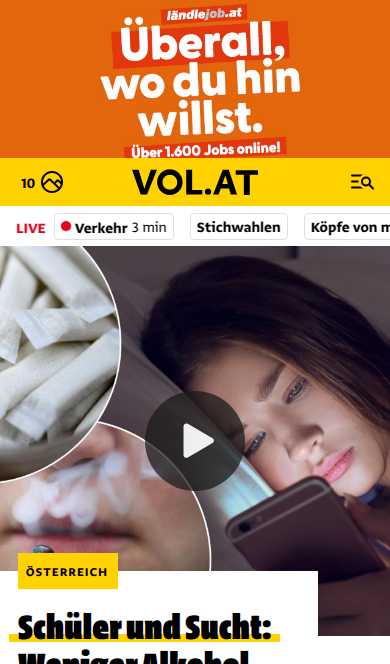 ländlejob.at
Überall,
wo du hin
willst.
Über 1.600 Jobs online!
10
VOL.AT
LIVE
Verkehr 3 min
Stichwahlen
Köpfe von m
ÖSTERREICH
Schüler und Sucht:
Weniger Alkohol